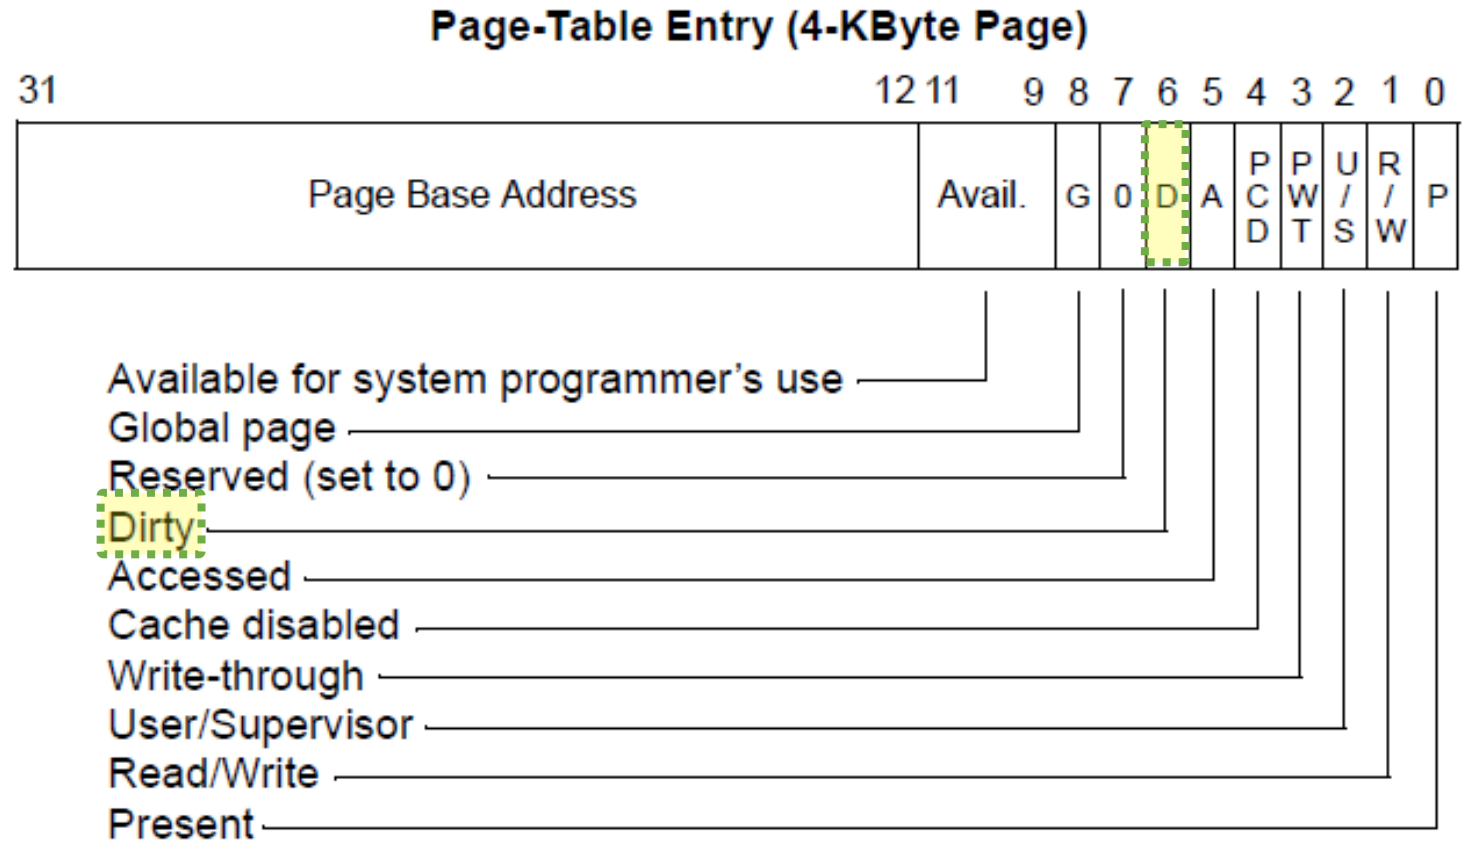 Page-Table Entry (4-KByte Page)
31 12 11 9 8 7 6 5 4 3 2 1 0
Page Base Address Avail. G 0 D A PCD PWT U/S R/W P
Available for system programmer’s use
Global page
Reserved (set to 0)
Dirty
Accessed
Cache disabled
Write-through
User/Supervisor
Read/Write
Present